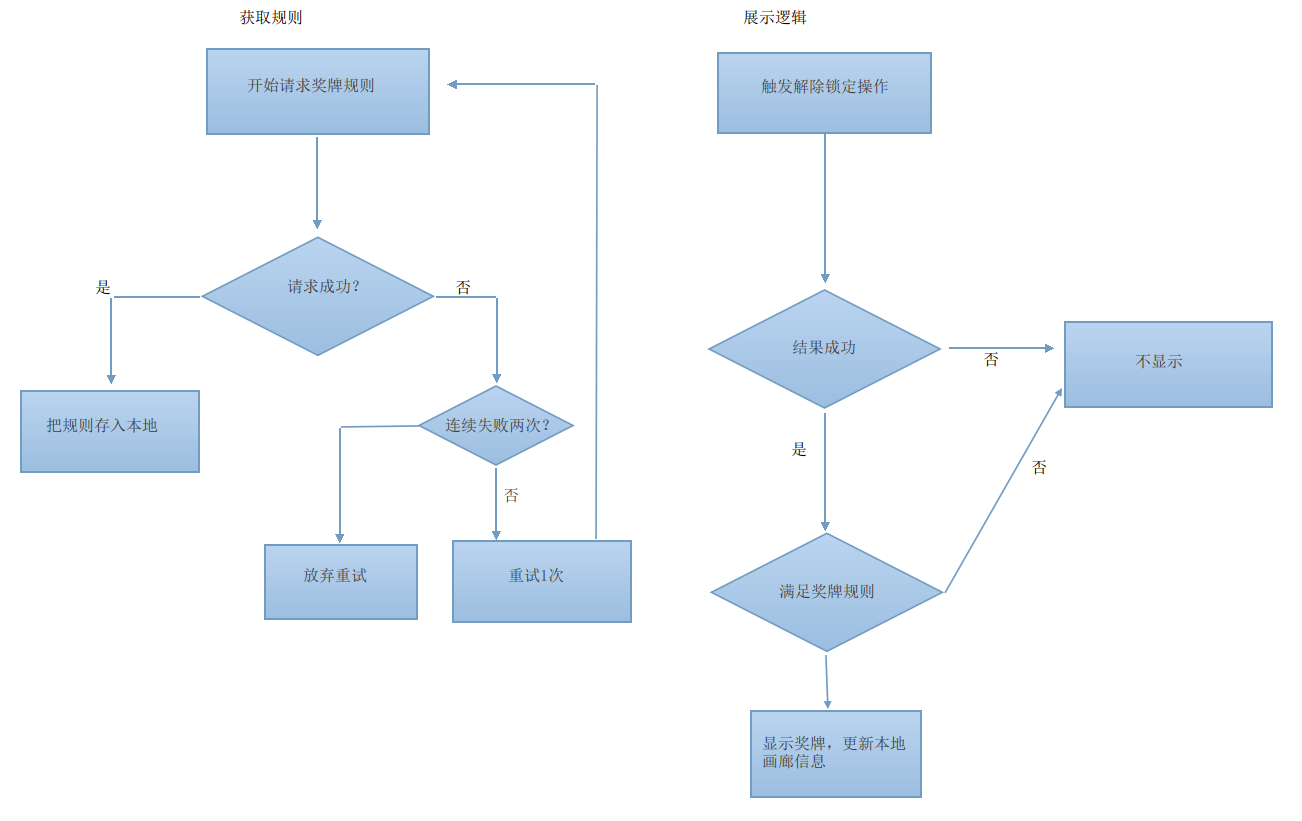 获取规则
开始请求奖牌规则
请求成功？
是
否
把规则存入本地
连续失败两次？
否
放弃重试
重试1次
展示逻辑
触发解除锁定操作
结果成功
否
不显示
是
否
满足奖牌规则
显示奖牌，更新本地
画廊信息